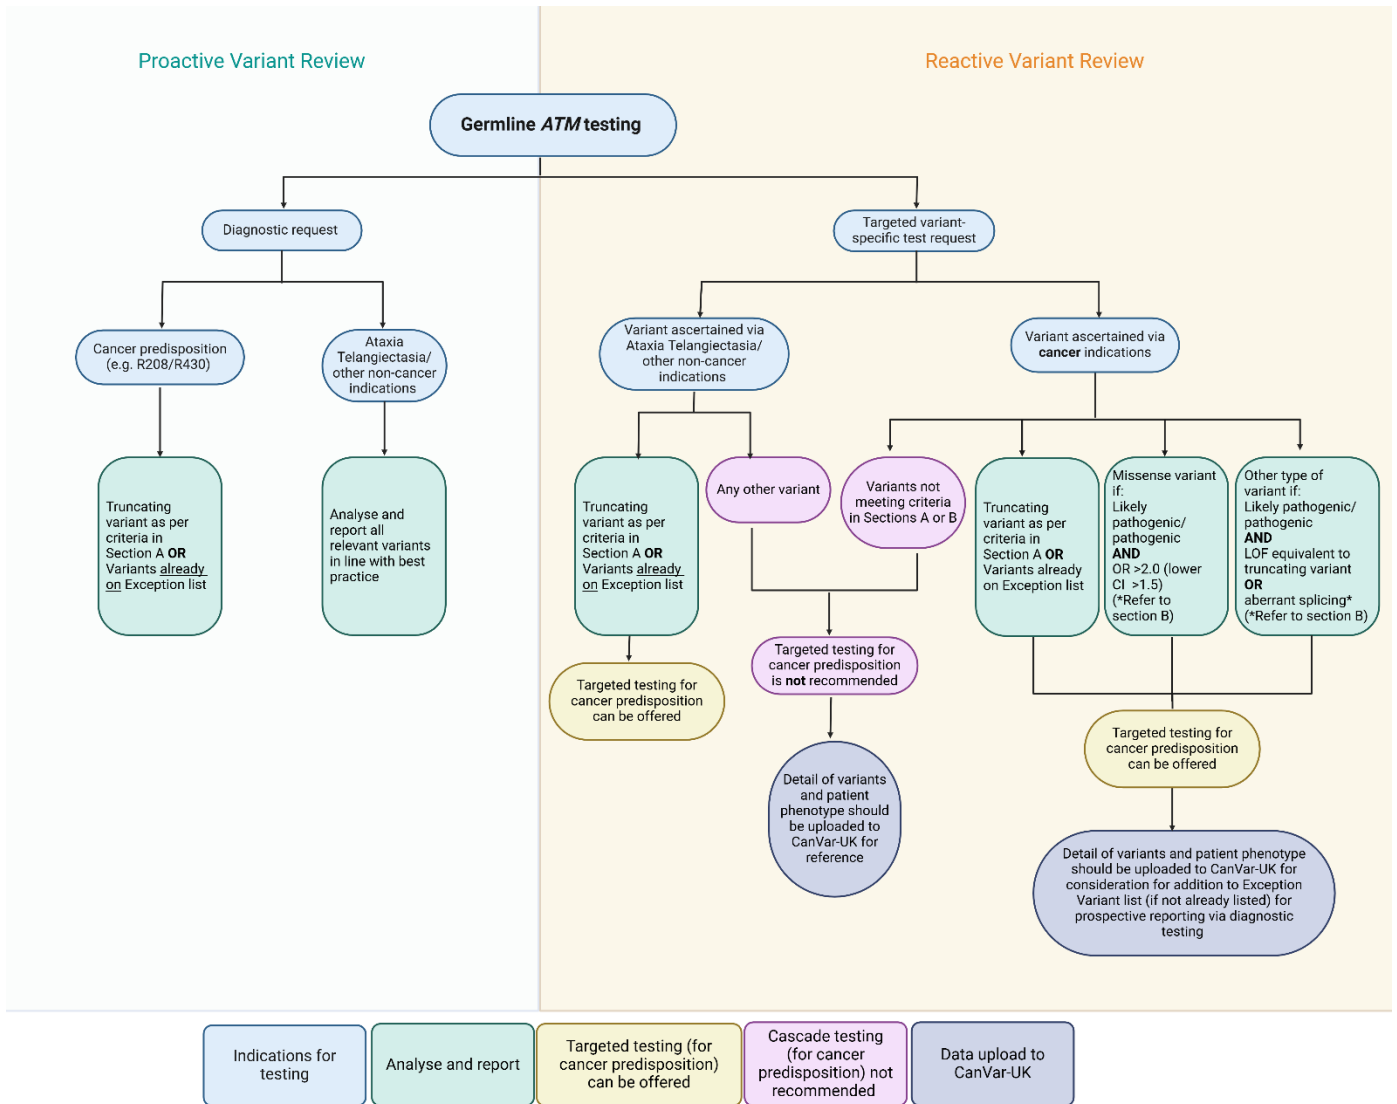 Proactive Variant Review
Reactive Variant Review
Germline ATM testing
Diagnostic request
Targeted variant-
specific test request
Cancer predisposition
(e.g. R208/R430)
Ataxia
Telangiectasia/
other non-cancer
indications
Variant ascertained via
Ataxia Telangiectasia/
other non-cancer
indications
Variant ascertained via
cancer indications
Truncating
variant as per
criteria in
Section A OR
Variants already
on Exception list
Analyse and
report all
relevant variants
in line with best
practice
Truncating
variant as per
criteria in
Section A OR
Variants already
on Exception list
Any other variant
Variants not
meeting criteria
in Sections A or B
Truncating
variant as per
criteria in
Section A OR
Variants already
on Exception list
Missense variant
if:
Likely
pathogenic/
pathogenic
AND
OR >2.0 (lower
CI >1.5)
(*Refer to
section B)
Other type of
variant if:
Likely pathogenic/
pathogenic
AND
LOF equivalent to
truncating variant
OR
aberrant splicing*
(*Refer to section B)
Targeted testing for
cancer predisposition
can be offered
Targeted testing for
cancer predisposition
is not recommended
Targeted testing for
cancer predisposition
can be offered
Detail of variants
and patient
phenotype should
be uploaded to
CanVar-UK for
reference
Detail of variants and patient phenotype
should be uploaded to CanVar-UK for
consideration for addition to Exception
Variant list (if not already listed) for
prospective reporting via diagnostic
testing
Indications for
testing
Analyse and report
Targeted testing (for
cancer predisposition)
can be offered
Cascade testing
(for cancer
predisposition) not
recommended
Data upload to
CanVar-UK